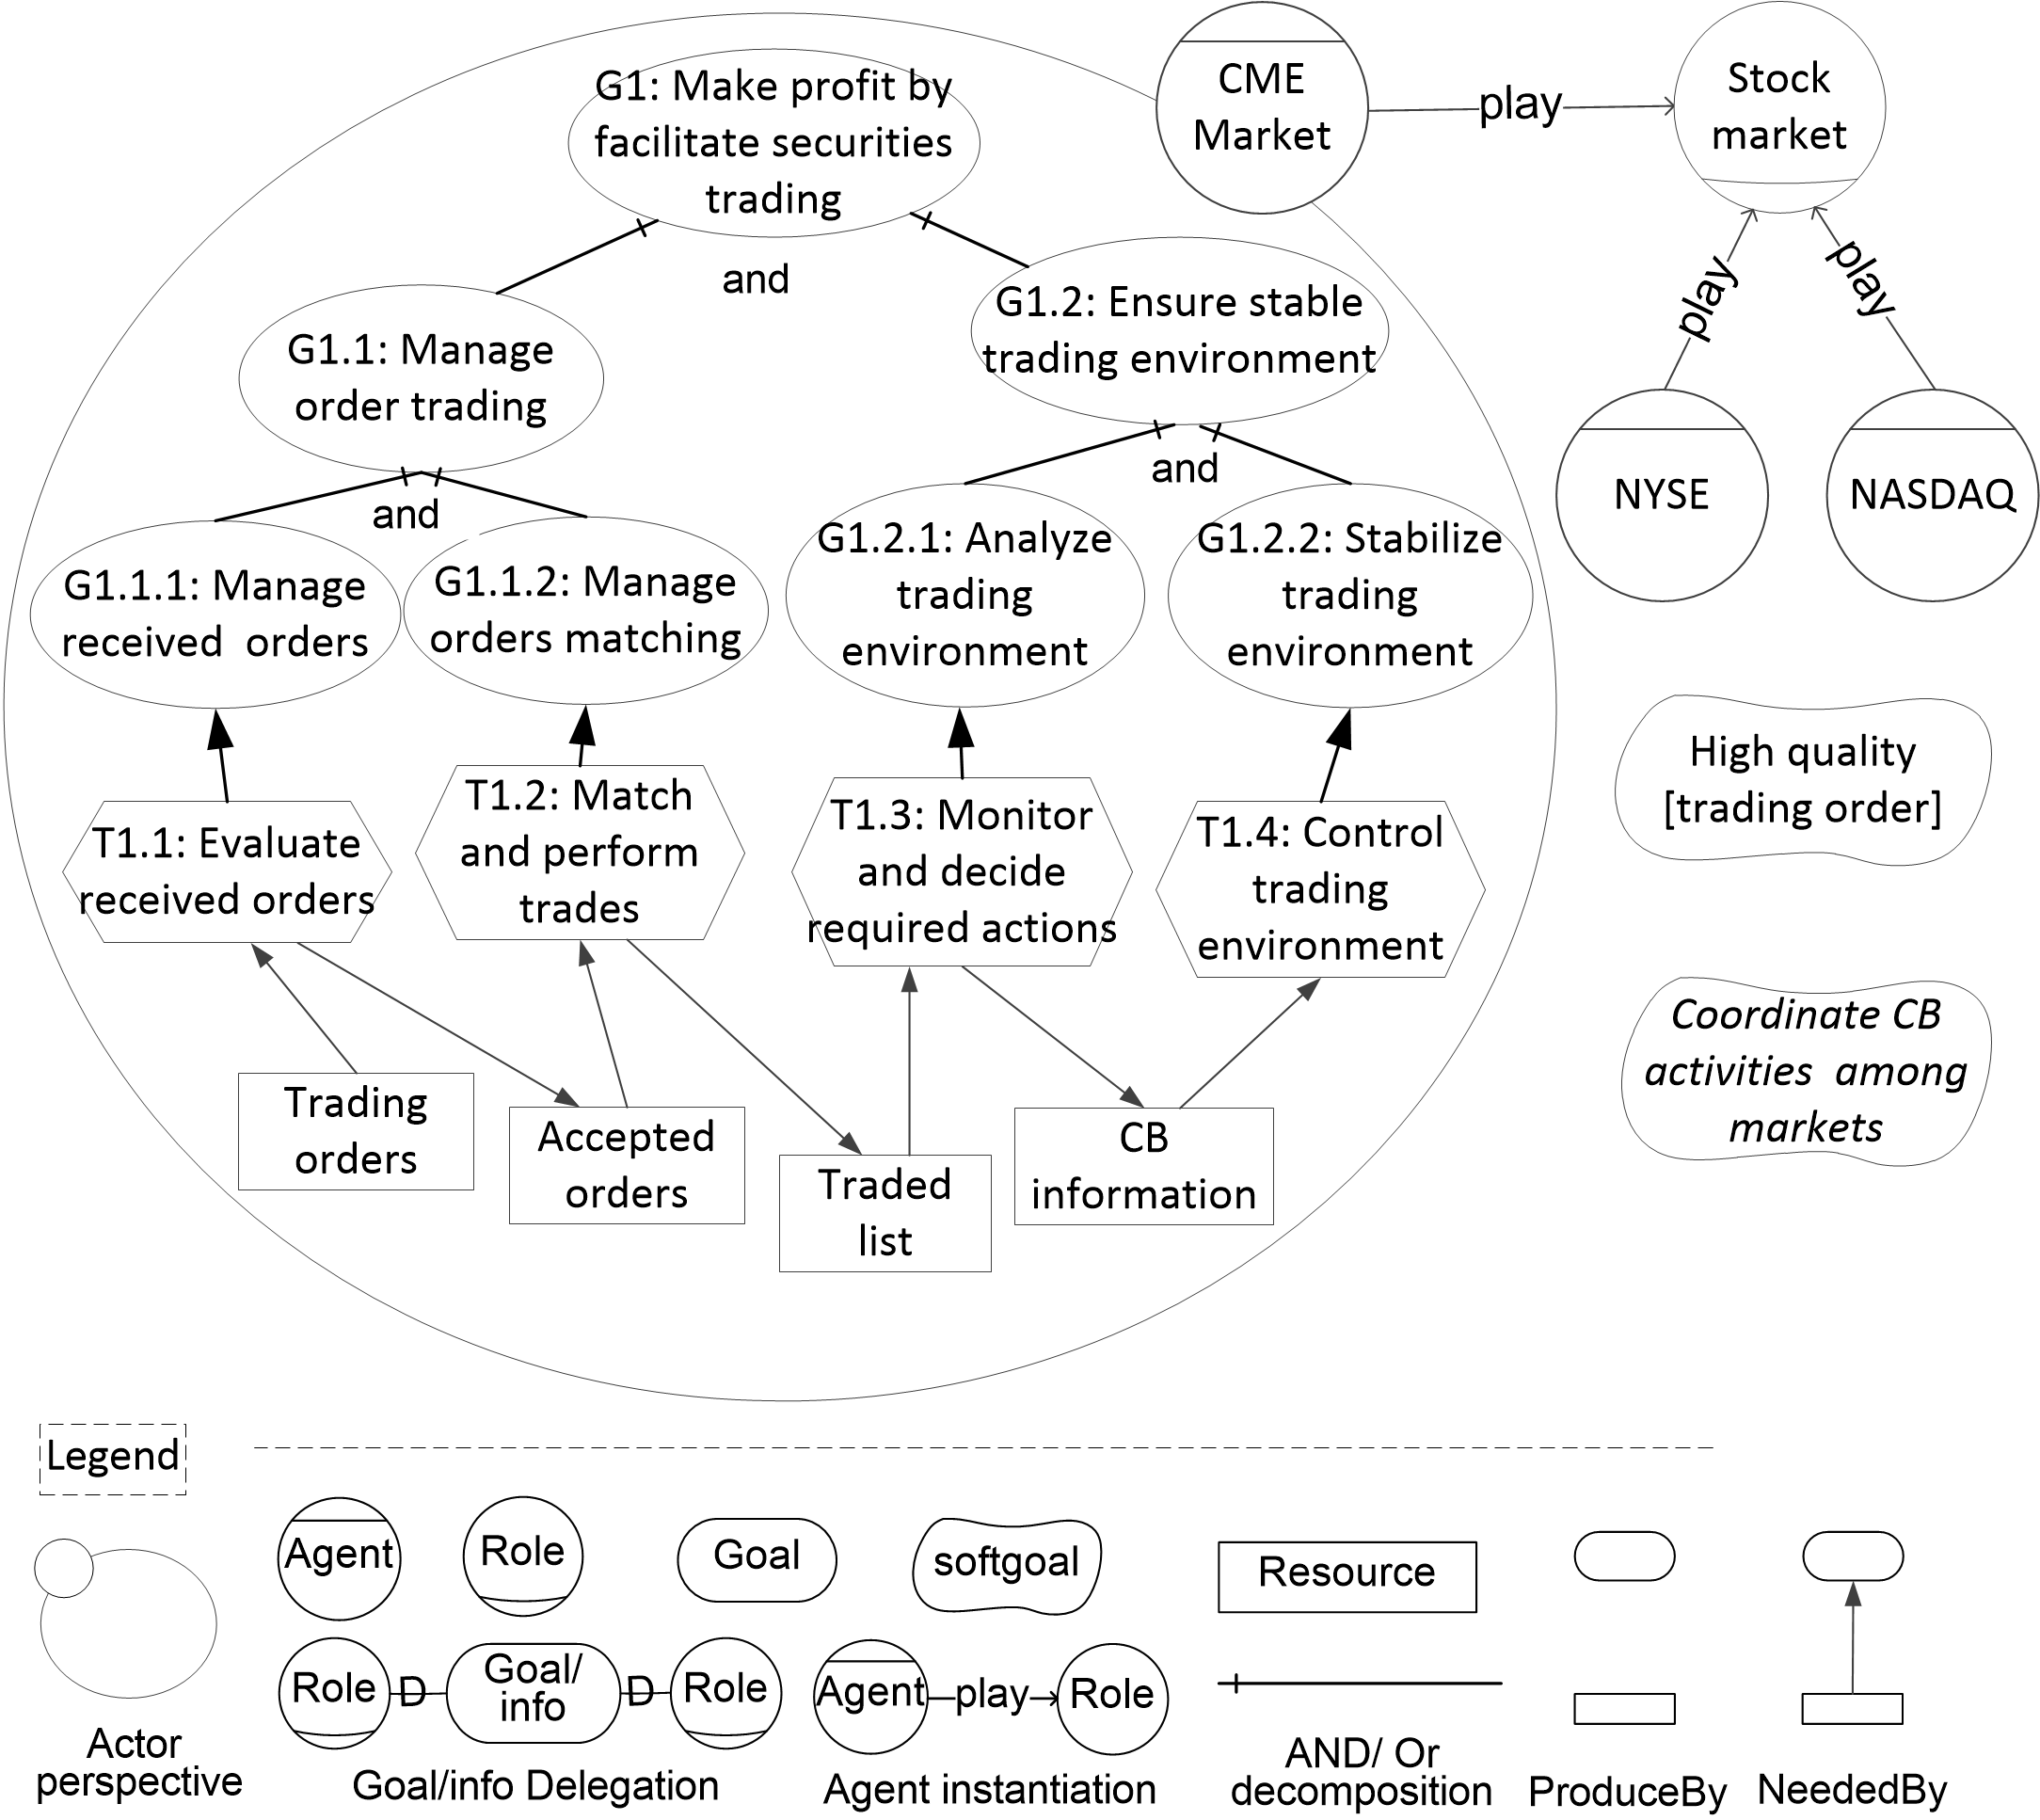 G1: Make profit by
facilitate securities
trading
CME
Market
play
Stock
market
and
G1.1: Manage
order trading
G1.2: Ensure stable
trading environment
play
play
NYSE
NASDAQ
and
and
G1.1.1: Manage
received orders
G1.1.2: Manage
orders matching
G1.2.1: Analyze
trading
environment
G1.2.2: Stabilize
trading
environment
High quality
[trading order]
T1.1: Evaluate
received orders
T1.2: Match
and perform
trades
T1.3: Monitor
and decide
required actions
T1.4: Control
trading
environment
Coordinate CB
activities among
markets
Trading
orders
Accepted
orders
Traded
list
CB
information
Legend
Agent
Role
Goal
softgoal
Resource
Role
D
Goal/
info
D
Role
Agent
play
Role
Actor
perspective
Goal/info Delegation
Agent instantiation
AND/ Or
decomposition
ProduceBy
NeededBy